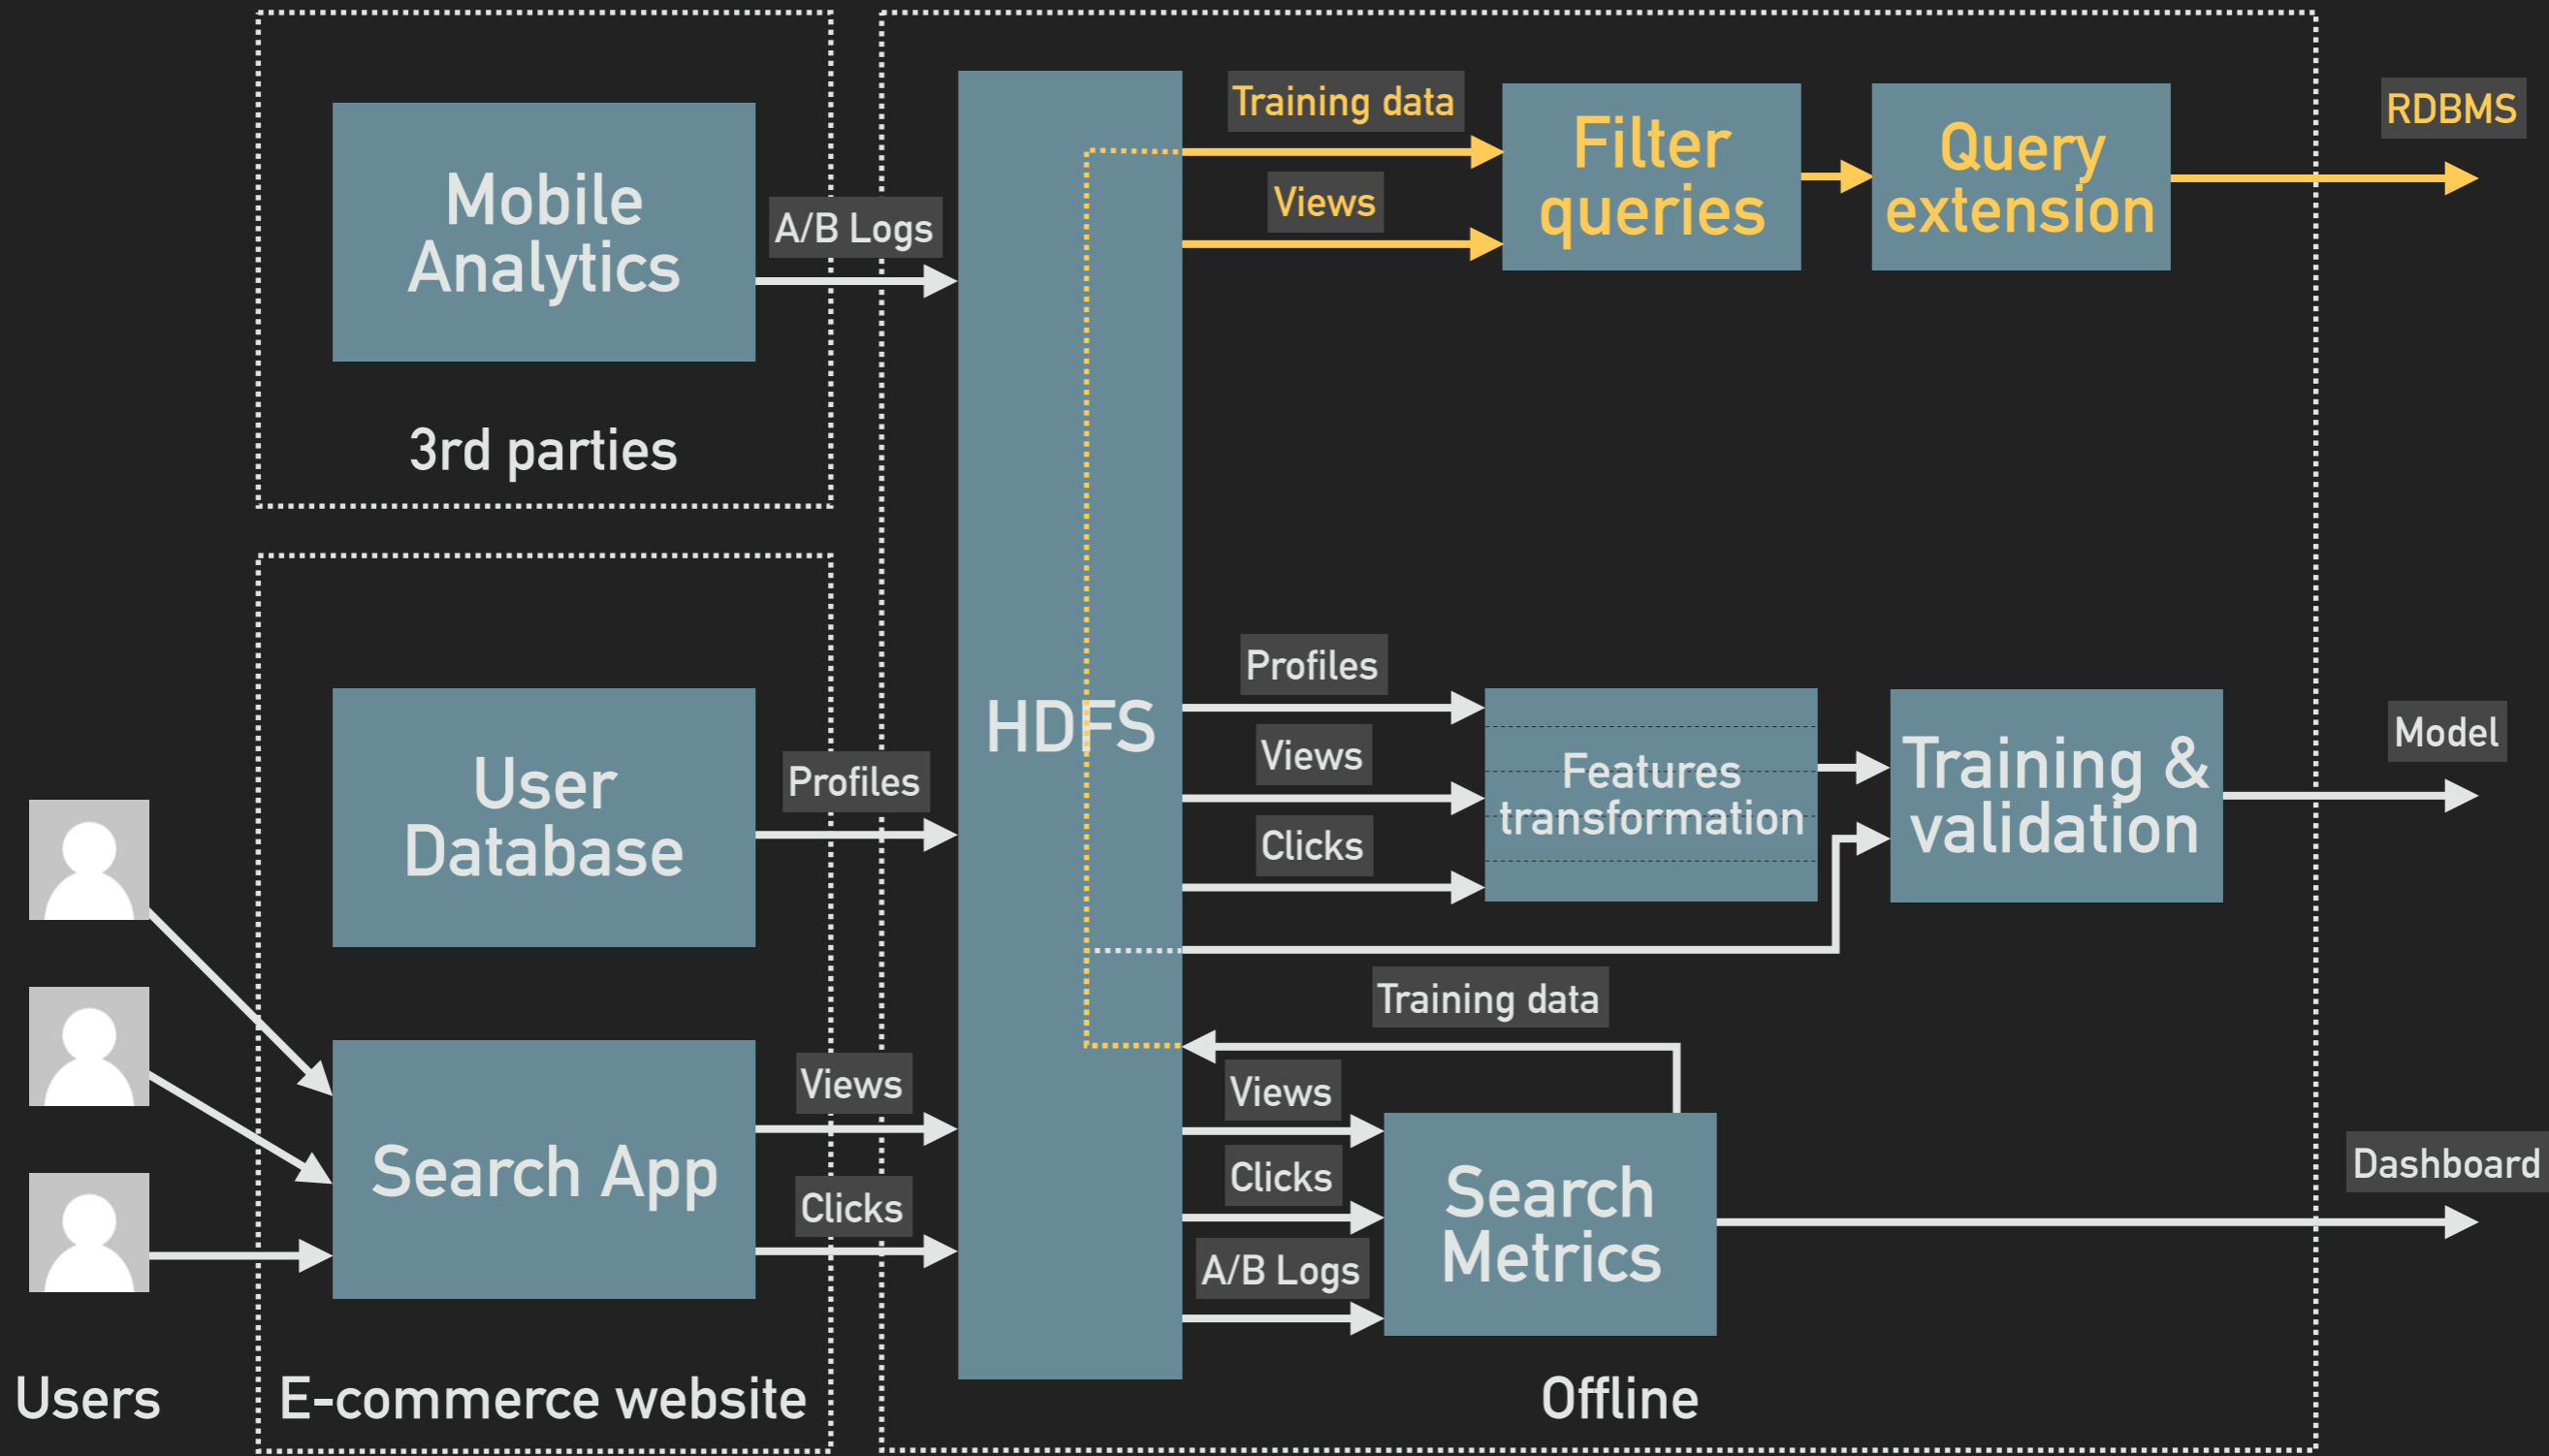 Mobile
Analytics
A/B Logs
3rd parties
User
Database
Profiles
Search App
Views
Clicks
Users
E-commerce website
HDFS
Training data
Views
Filter
queries
Query
extension
RDBMS
Profiles
Views
Clicks
Features
transformation
Training &
validation
Model
Training data
Views
Clicks
A/B Logs
Search
Metrics
Dashboard
Offline